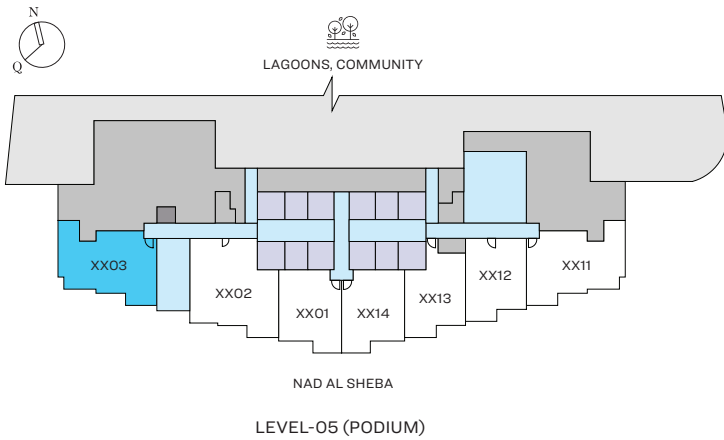 N
Q
LAGOONS, COMMUNITY
XX03
XX02
XX01
XX14
XX13
XX12
XX11
NAD AL SHEBA
LEVEL-05 (PODIUM)